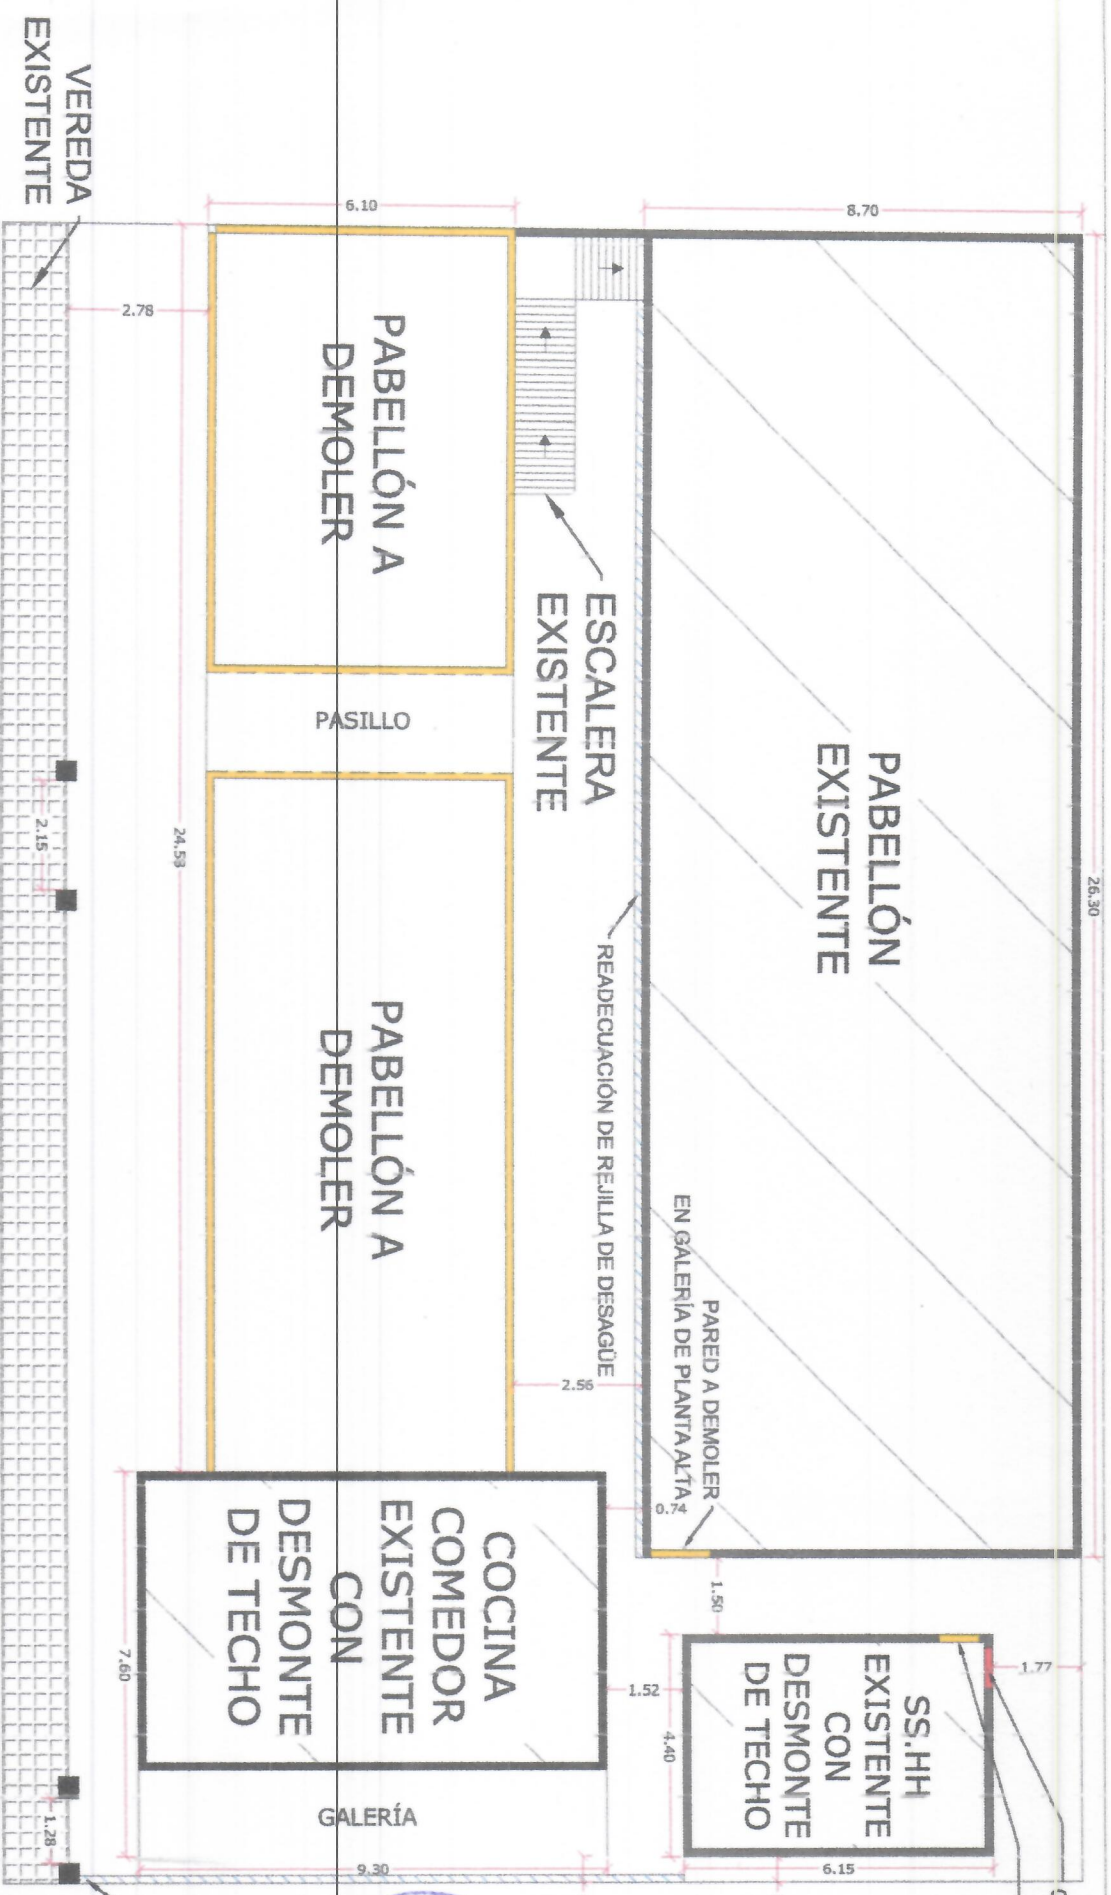 VEREDA
EXISTENTE
6.10
8.70
2.78
24.53
26.30
PABELLÓN A
DEMOLER
PASILLO
PABELLÓN A
DEMOLER
ESCALERA
EXISTENTE
PABELLÓN
EXISTENTE
READECUACIÓN DE REJILLA DE DESAGÜE
PARED A DEMOLER
EN GALERÍA DE PLANTA ALTA
2.15
2.56
0.74
1.50
1.77
1.52
4.40
6.15
SS.HH
EXISTENTE
CON
DESMONTE
DE TECHO
COCINA
COMEDOR
EXISTENTE
CON
DESMONTE
DE TECHO
7.60
GALERÍA
9.30
1.28